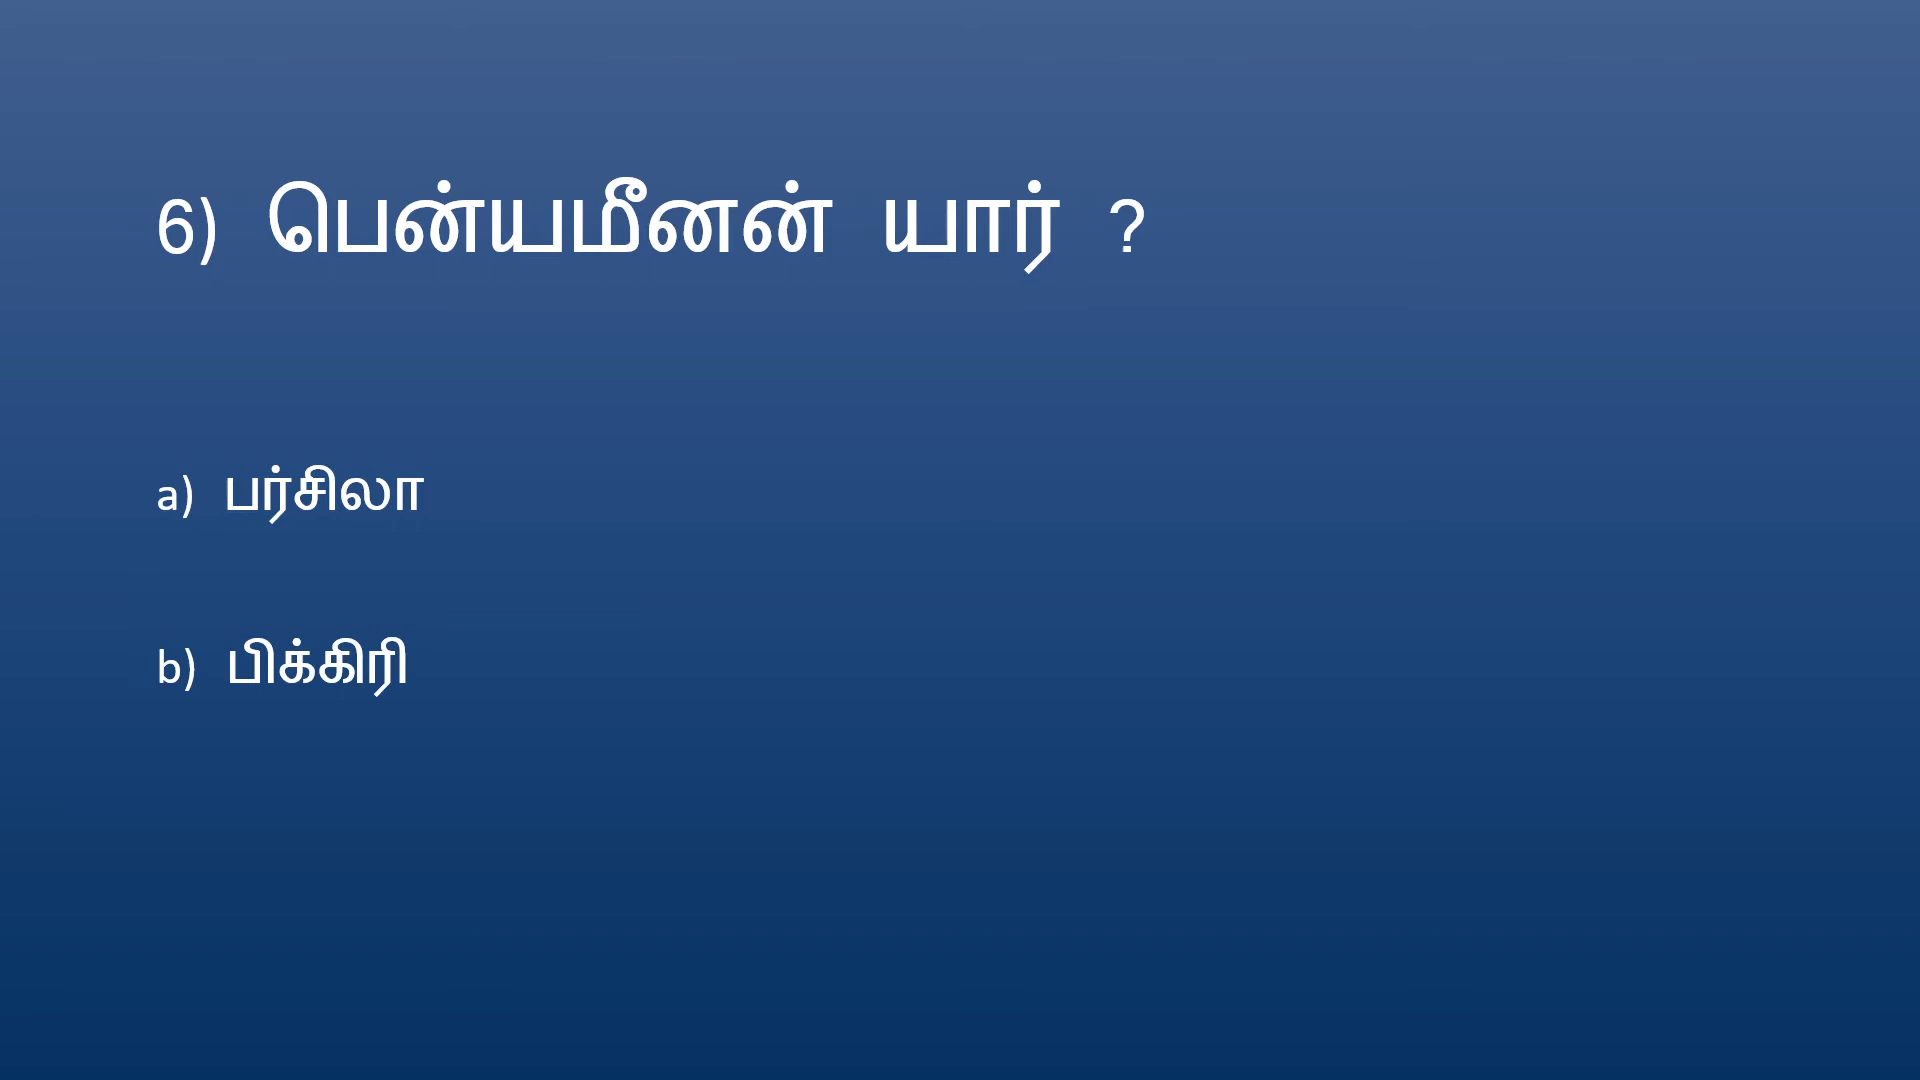 6) பென்யமீனன் யார் ?
a) பர்சிலா
b) பிக்கிரி